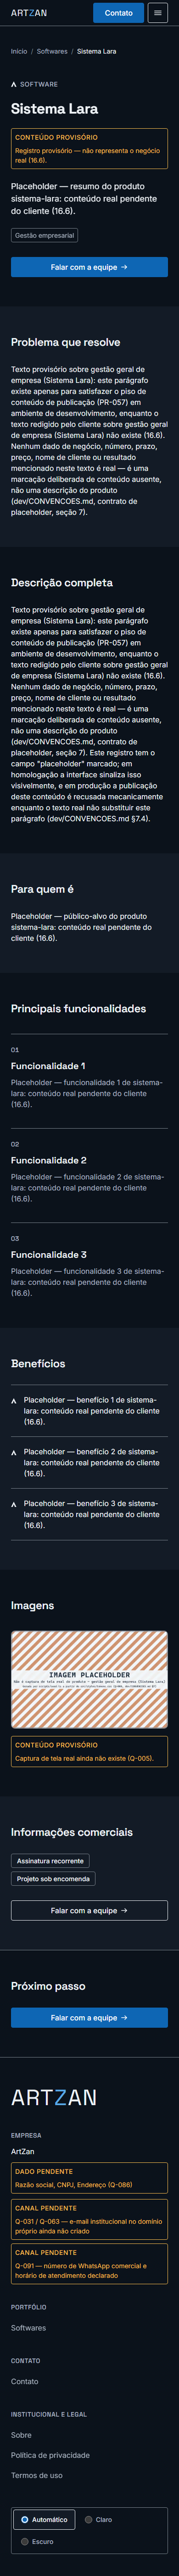 ARTZAN
Contato
Início / Softwares / Sistema Lara
SOFTWARE
Sistema Lara
CONTEÚDO PROVISÓRIO
Registro provisório — não representa o negócio
real (16.6).
Placeholder — resumo do produto
sistema-lara: conteúdo real pendente
do cliente (16.6).
Gestão empresarial
Falar com a equipe →
Problema que resolve
Texto provisório sobre gestão geral de
empresa (Sistema Lara): este parágrafo
existe apenas para satisfazer o piso de
conteúdo de publicação (PR-057) em
ambiente de desenvolvimento, enquanto o
texto redigido pelo cliente sobre gestão geral
de empresa (Sistema Lara) não existe (16.6).
Nenhum dado de negócio, número, prazo,
preço, nome de cliente ou resultado
mencionado neste texto é real — é uma
marcação deliberada de conteúdo ausente,
não uma descrição do produto
(dev/CONVENCOES.md, contrato de
placeholder, seção 7).
Descrição completa
Texto provisório sobre gestão geral de
empresa (Sistema Lara): este parágrafo
existe apenas para satisfazer o piso de
conteúdo de publicação (PR-057) em
ambiente de desenvolvimento, enquanto o
texto redigido pelo cliente sobre gestão geral
de empresa (Sistema Lara) não existe (16.6).
Nenhum dado de negócio, número, prazo,
preço, nome de cliente ou resultado
mencionado neste texto é real — é uma
marcação deliberada de conteúdo ausente,
não uma descrição do produto
(dev/CONVENCOES.md, contrato de
placeholder, seção 7). Este registro tem o
campo "placeholder" marcado; em
homologação a interface sinaliza isso
visivelmente, e em produção a publicação
deste conteúdo é recusada mecanicamente
enquanto o texto real não substituir este
parágrafo (dev/CONVENCOES.md §7.4).
Para quem é
Placeholder — público-alvo do produto
sistema-lara: conteúdo real pendente do
cliente (16.6).
Principais funcionalidades
01
Funcionalidade 1
Placeholder — funcionalidade 1 de sistema-
lara: conteúdo real pendente do cliente
(16.6).
02
Funcionalidade 2
Placeholder — funcionalidade 2 de sistema-
lara: conteúdo real pendente do cliente
(16.6).
03
Funcionalidade 3
Placeholder — funcionalidade 3 de sistema-
lara: conteúdo real pendente do cliente
(16.6).
Benefícios
Placeholder — benefício 1 de sistema-
lara: conteúdo real pendente do cliente
(16.6).
Placeholder — benefício 2 de sistema-
lara: conteúdo real pendente do cliente
(16.6).
Placeholder — benefício 3 de sistema-
lara: conteúdo real pendente do cliente
(16.6).
Imagens
IMAGEM PLACEHOLDER
CONTEÚDO PROVISÓRIO
Captura de tela real ainda não existe (Q-005).
Informações comerciais
Assinatura recorrente
Projeto sob encomenda
Falar com a equipe →
Próximo passo
Falar com a equipe →
ARTZAN
EMPRESA
ArtZan
DADO PENDENTE
Razão social, CNPJ, Endereço (Q-086)
CANAL PENDENTE
Q-031 / Q-063 — e-mail institucional no domínio
próprio ainda não criado
CANAL PENDENTE
Q-091 — número de WhatsApp comercial e
horário de atendimento declarado
PORTFÓLIO
Softwares
CONTATO
Contato
INSTITUCIONAL E LEGAL
Sobre
Política de privacidade
Termos de uso
Automático
Claro
Escuro